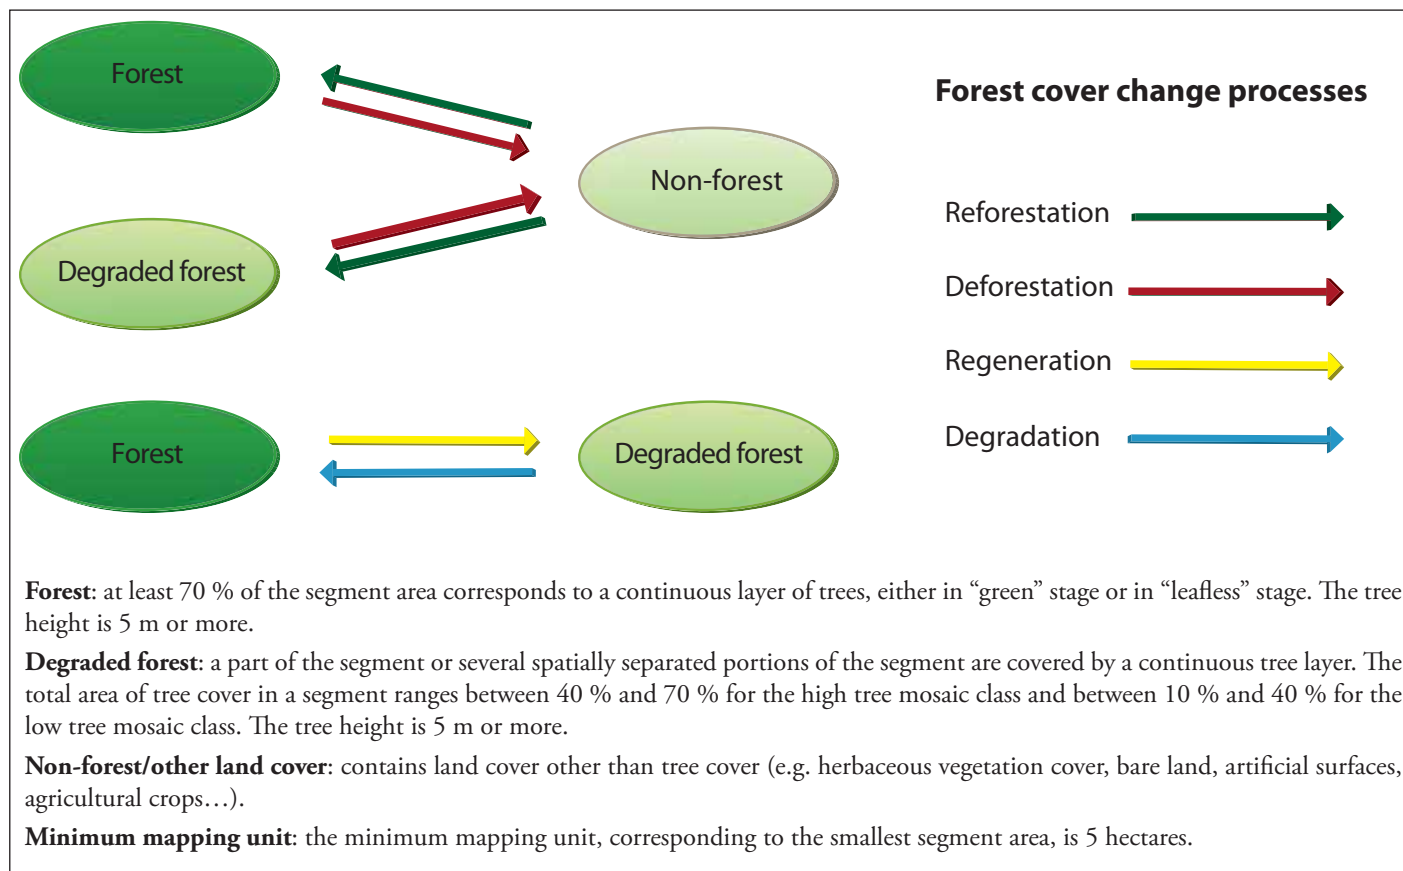 Forest
Non-forest
Degraded forest
Forest
Degraded forest
Forest cover change processes
Reforestation
Deforestation
Regeneration
Degradation
Forest: at least 70 % of the segment area corresponds to a continuous layer of trees, either in “green” stage or in “leafless” stage. The tree
height is 5 m or more.
Degraded forest: a part of the segment or several spatially separated portions of the segment are covered by a continuous tree layer. The
total area of tree cover in a segment ranges between 40 % and 70 % for the high tree mosaic class and between 10 % and 40 % for the
low tree mosaic class. The tree height is 5 m or more.
Non-forest/other land cover: contains land cover other than tree cover (e.g. herbaceous vegetation cover, bare land, artificial surfaces,
agricultural crops…).
Minimum mapping unit: the minimum mapping unit, corresponding to the smallest segment area, is 5 hectares.